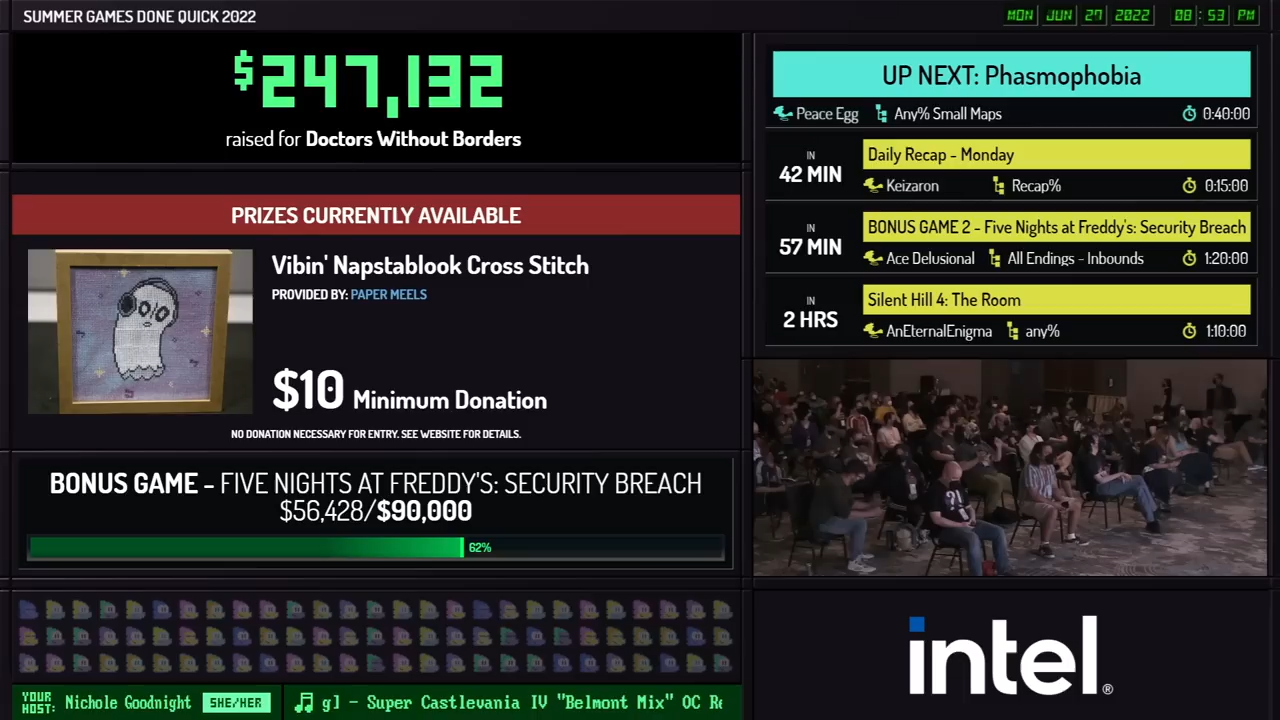 SUMMER GAMES DONE QUICK 2022
MON JUN 27 2022 08:53 PM
$247,132
raised for Doctors Without Borders
PRIZES CURRENTLY AVAILABLE
Vibin' Napstablook Cross Stitch
PROVIDED BY: PAPER MEELS
$10 Minimum Donation
NO DONATION NECESSARY FOR ENTRY. SEE WEBSITE FOR DETAILS.
BONUS GAME - FIVE NIGHTS AT FREDDY'S: SECURITY BREACH
$56,428/$90,000
62%
YOUR HOST: Nichole Goodnight SHE/HER
g] - Super Castlevania IV "Belmont Mix" OC Re
UP NEXT: Phasmophobia
Peace Egg Any% Small Maps 0:40:00
IN 42 MIN
Daily Recap - Monday
Keizaron Recap% 0:15:00
IN 57 MIN
BONUS GAME 2 - Five Nights at Freddy's: Security Breach
Ace Delusional All Endings - Inbounds 1:20:00
IN 2 HRS
Silent Hill 4: The Room
AnEternalEnigma any% 1:10:00
intel®